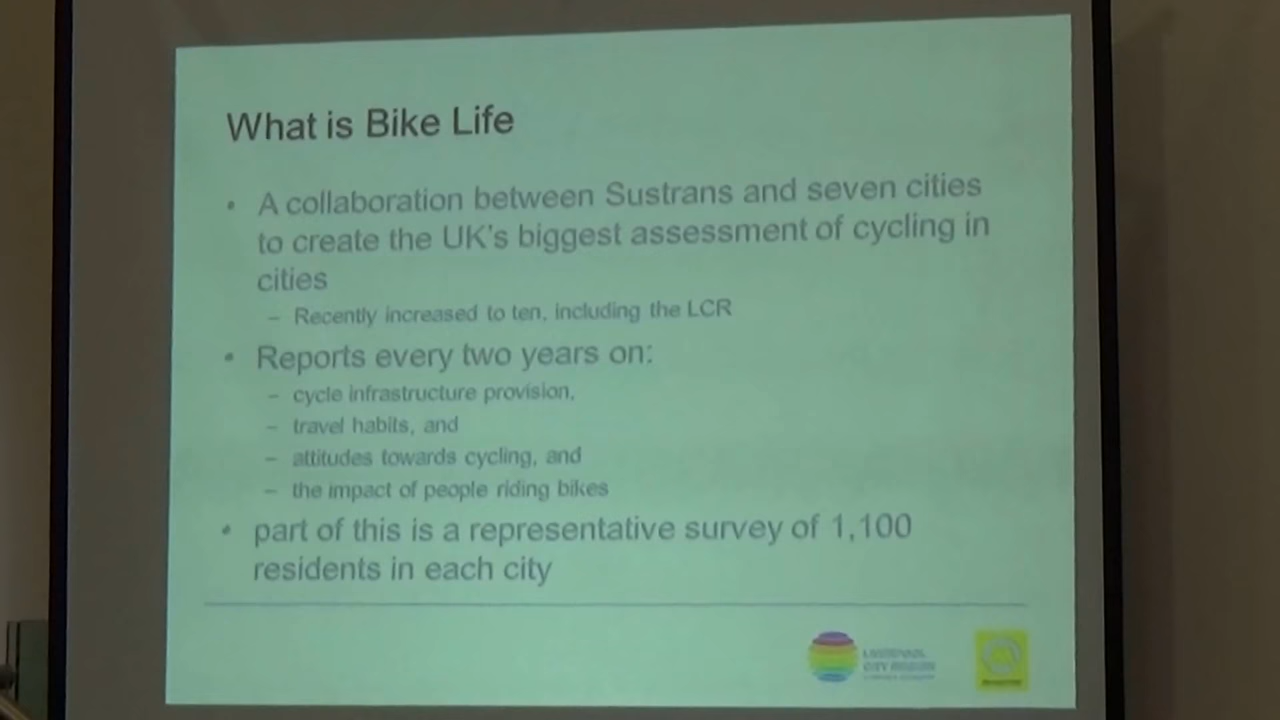 What is Bike Life
• A collaboration between Sustrans and seven cities
to create the UK's biggest assessment of cycling in
cities
– Recently increased to ten, including the LCR
• Reports every two years on:
– cycle infrastructure provision,
– travel habits, and
– attitudes towards cycling, and
– the impact of people riding bikes
• part of this is a representative survey of 1,100
residents in each city
LIVERPOOL
CITY REGION